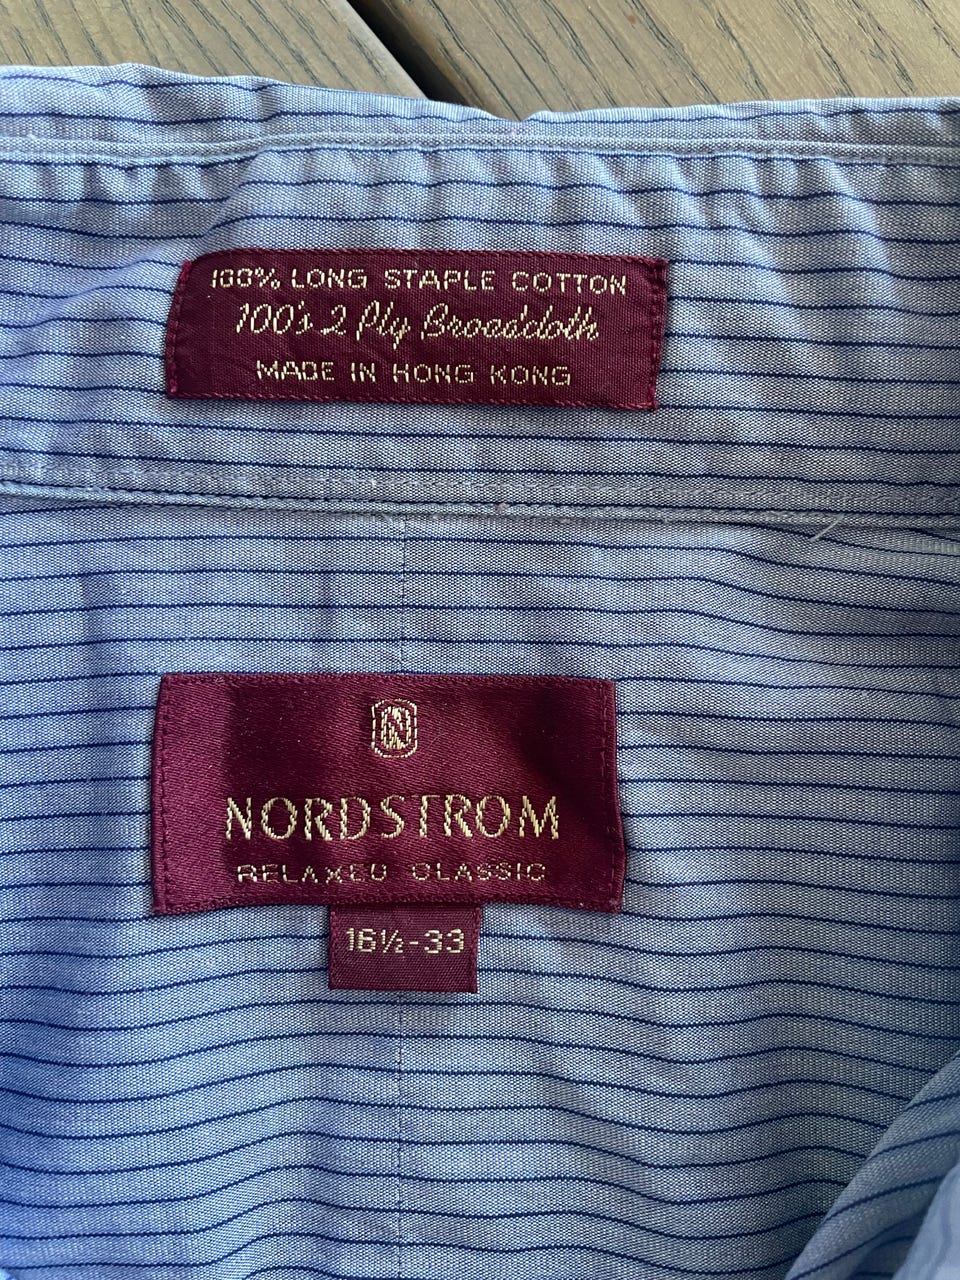 100% LONG STAPLE COTTON
100's 2 Ply Broadcloth
MADE IN HONG KONG
N
NORDSTROM
RELAXED CLASSIC
16½-33